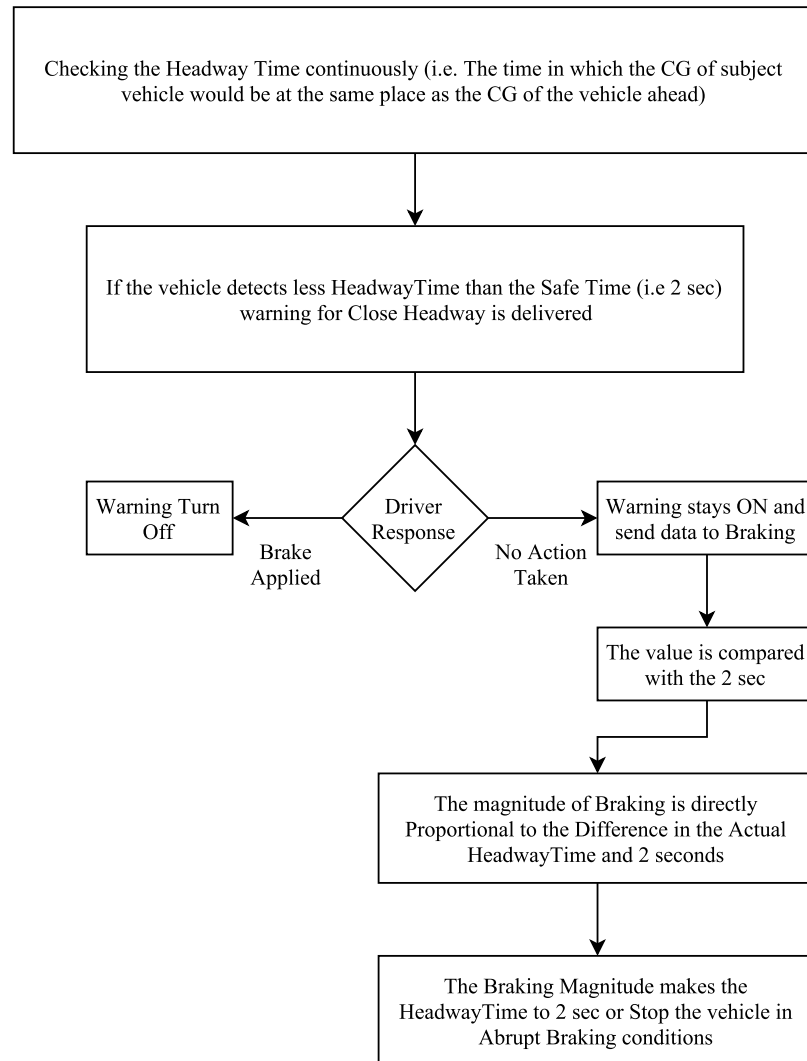 Checking the Headway Time continuously (i.e. The time in which the CG of subject
vehicle would be at the same place as the CG of the vehicle ahead)
If the vehicle detects less HeadwayTime than the Safe Time (i.e 2 sec)
warning for Close Headway is delivered
Driver
Response
Warning Turn
Off
Brake
Applied
No Action
Taken
Warning stays ON and
send data to Braking
The value is compared
with the 2 sec
The magnitude of Braking is directly
Proportional to the Difference in the Actual
HeadwayTime and 2 seconds
The Braking Magnitude makes the
HeadwayTime to 2 sec or Stop the vehicle in
Abrupt Braking conditions